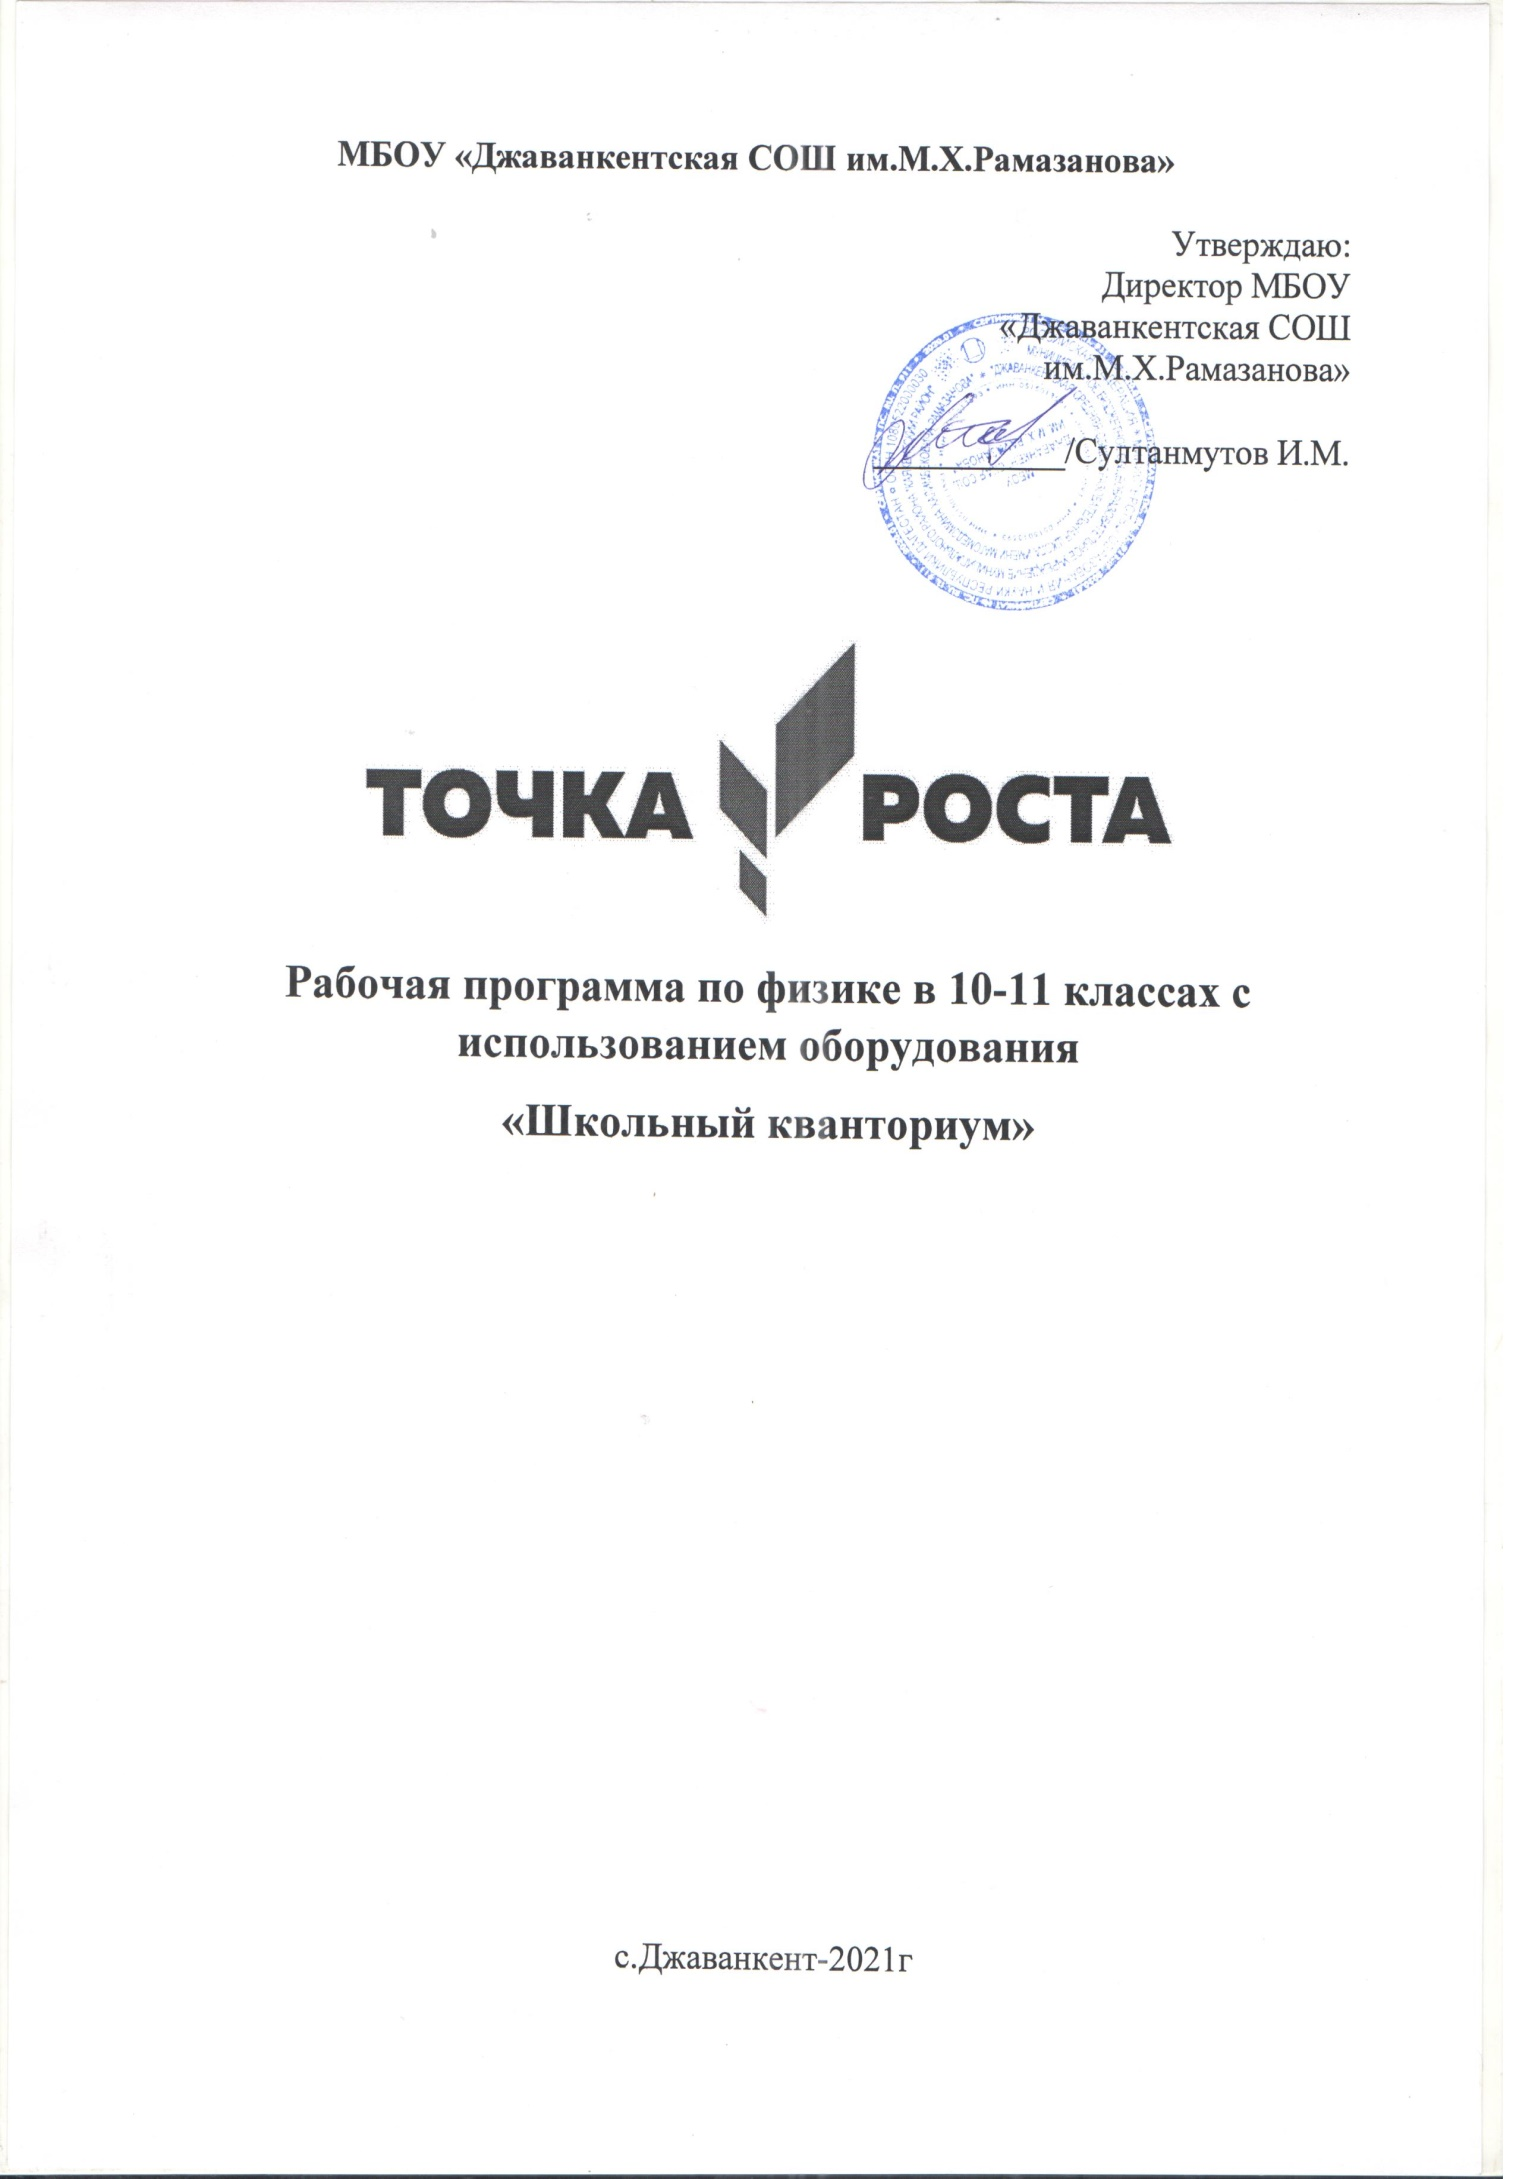 МБОУ «Джаванкентская СОШ им.М.Х.Рамазанова»
Утверждаю:
Директор МБОУ
«Джаванкентская СОШ
им.М.Х.Рамазанова»
/Султанмутов И.М.
ТОЧКА РОСТА
Рабочая программа по физике в 10-11 классах с
использованием оборудования
«Школьный кванториум»
с.Джаванкент-2021г